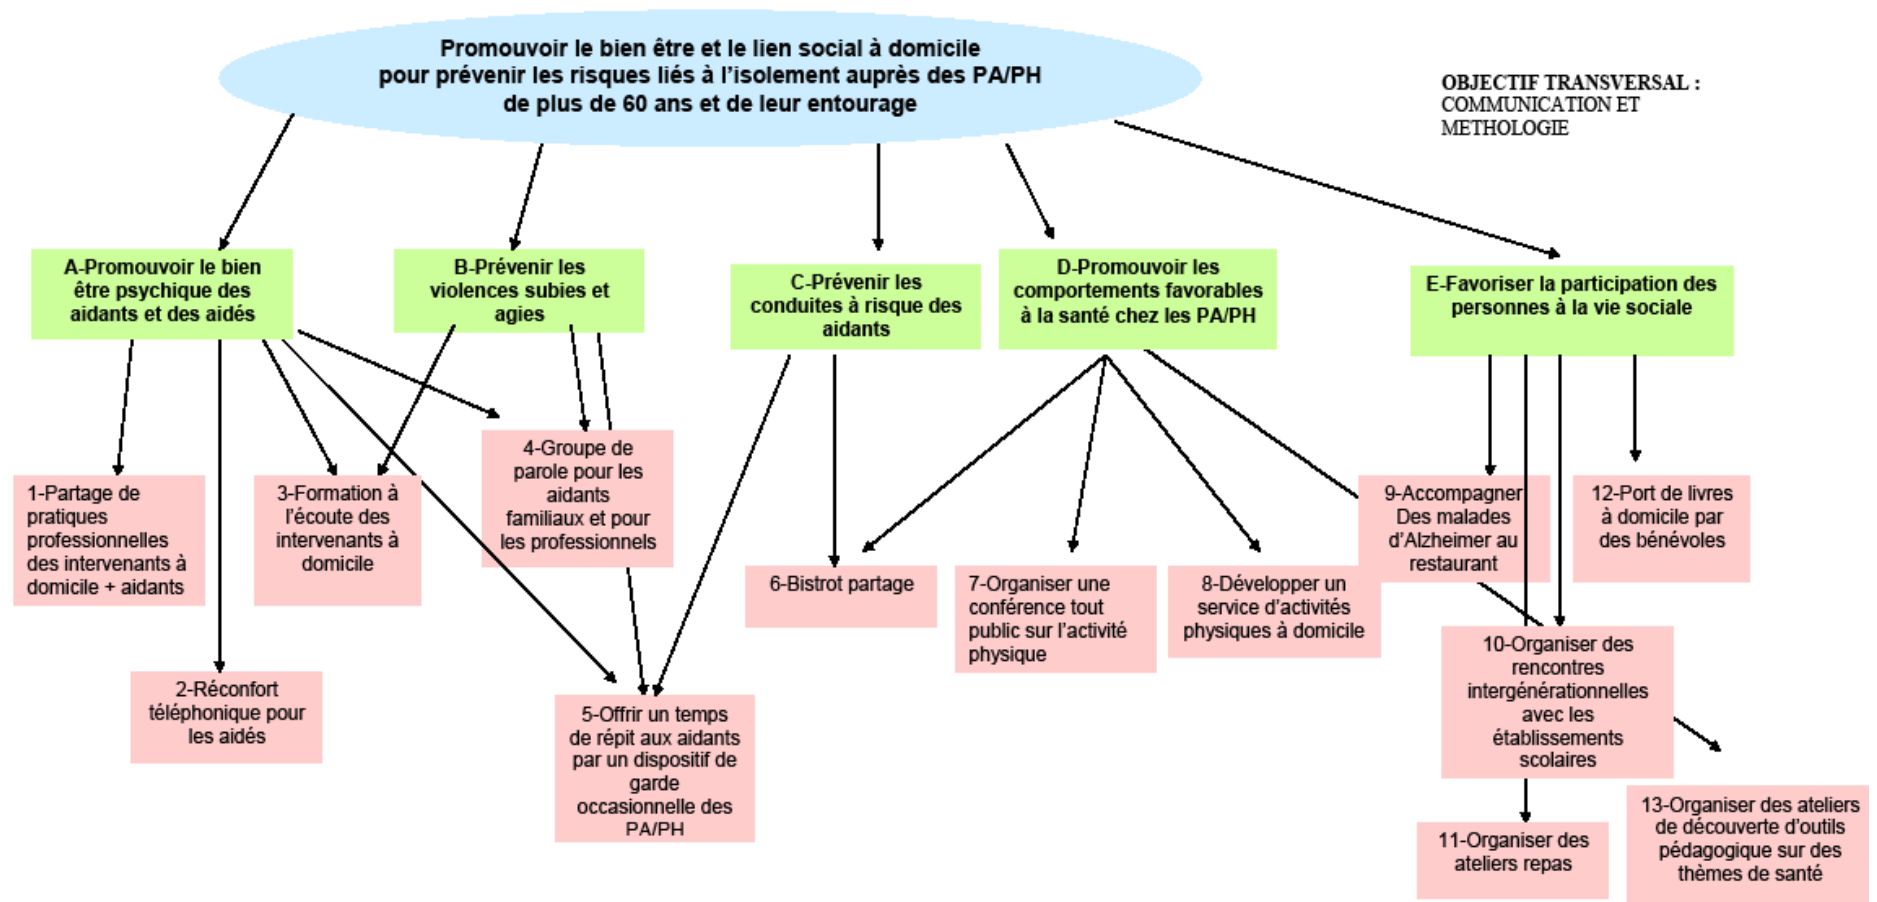 Promouvoir le bien être et le lien social à domicile
pour prévenir les risques liés à l'isolement auprès des PA/PH
de plus de 60 ans et de leur entourage
OBJECTIF TRANSVERSAL :
COMMUNICATION ET
METHOLOGIE
A-Promouvoir le bien
être psychique des
aidants et des aidés
B-Prévenir les
violences subies et
agies
C-Prévenir les
conduites à risque des
aidants
D-Promouvoir les
comportements favorables
à la santé chez les PA/PH
E-Favoriser la participation des
personnes à la vie sociale
1-Partage de
pratiques
professionnelles
des intervenants à
domicile + aidants
2-Réconfort
téléphonique pour
les aidés
3-Formation à
l'écoute des
intervenants à
domicile
4-Groupe de
parole pour les
aidants
familiaux et pour
les professionnels
5-Offrir un temps
de répit aux aidants
par un dispositif de
garde
occasionnelle des
PA/PH
6-Bistrot partage
7-Organiser une
conférence tout
public sur l'activité
physique
8-Développer un
service d'activités
physiques à domicile
9-Accompagner
Des malades
d'Alzheimer au
restaurant
10-Organiser des
rencontres
intergénérationnelles
avec les
établissements
scolaires
11-Organiser des
ateliers repas
12-Port de livres
à domicile par
des bénévoles
13-Organiser des ateliers
de découverte d'outils
pédagogique sur des
thèmes de santé